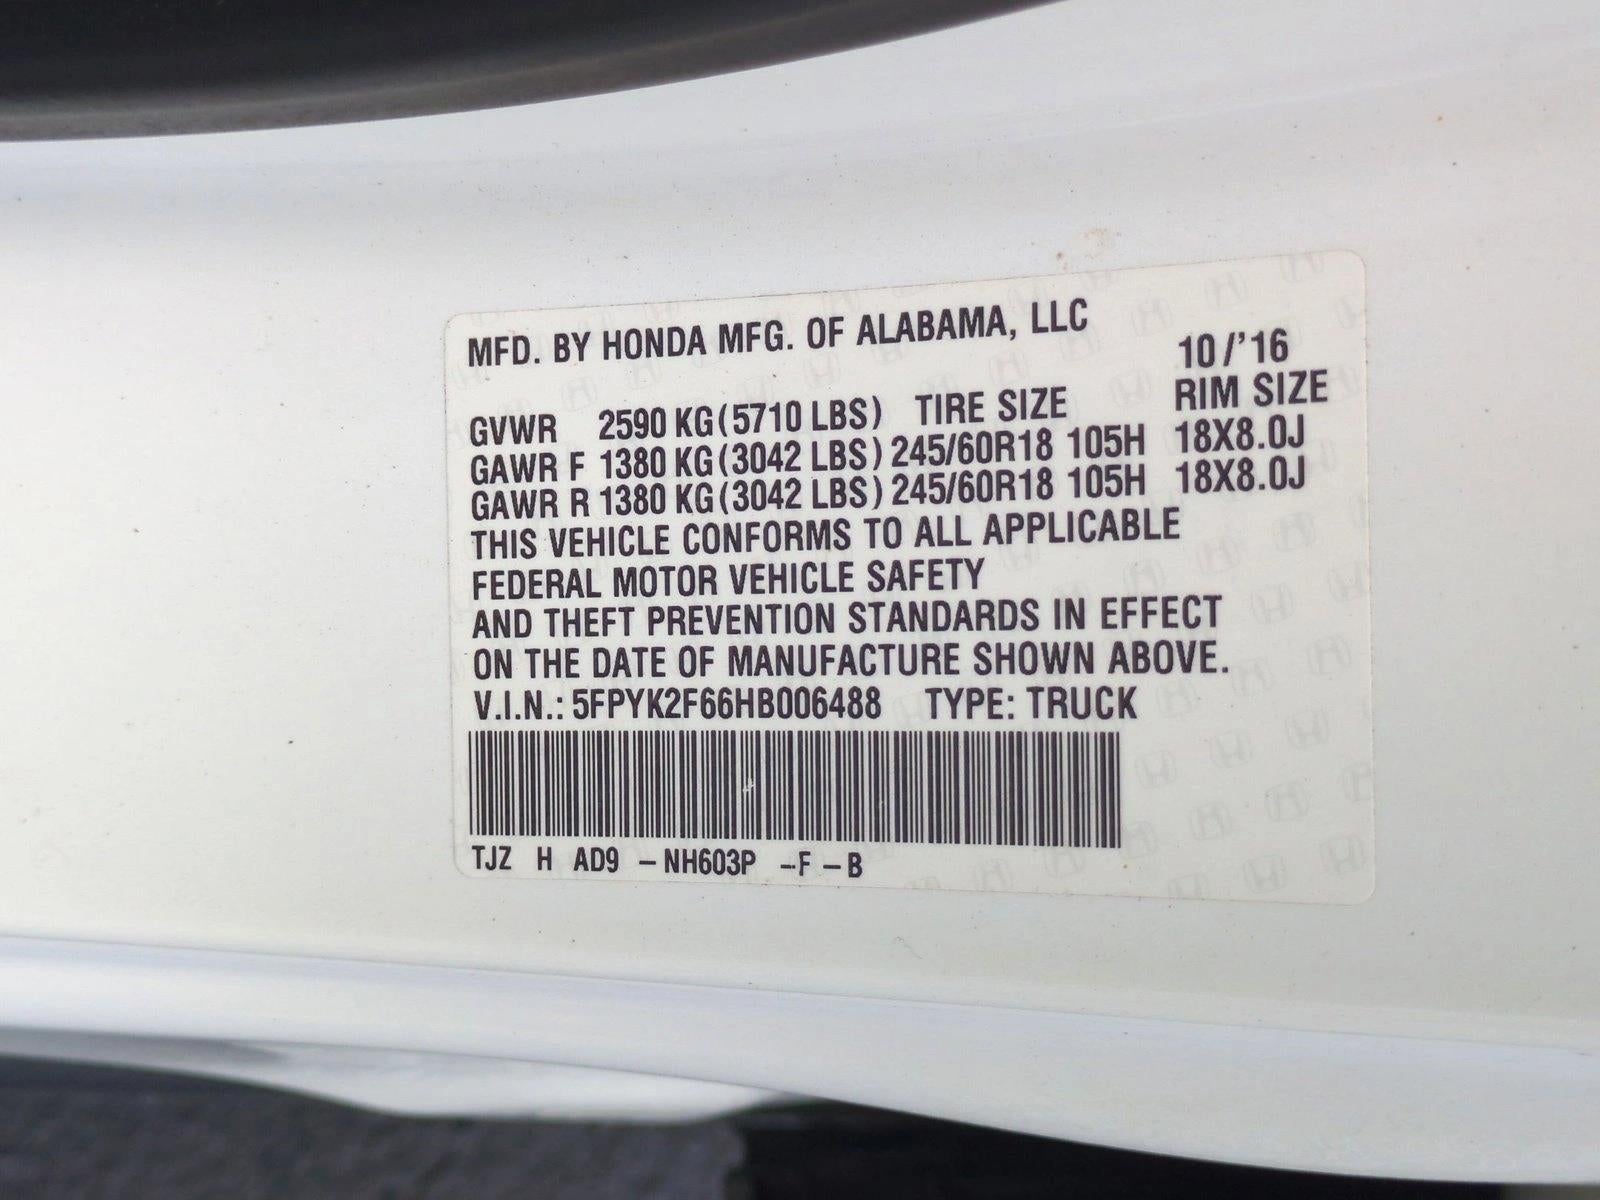 MFD. BY HONDA MFG. OF ALABAMA, LLC
10/'16
GVWR 2590 KG(5710 LBS) TIRE SIZE RIM SIZE
GAWR F 1380 KG(3042 LBS) 245/60R18 105H 18X8.0J
GAWR R 1380 KG(3042 LBS) 245/60R18 105H 18X8.0J
THIS VEHICLE CONFORMS TO ALL APPLICABLE
FEDERAL MOTOR VEHICLE SAFETY
AND THEFT PREVENTION STANDARDS IN EFFECT
ON THE DATE OF MANUFACTURE SHOWN ABOVE.
V.I.N.: 5FPYK2F66HB006488 TYPE: TRUCK
TJZ H AD9 -NH603P -F-B